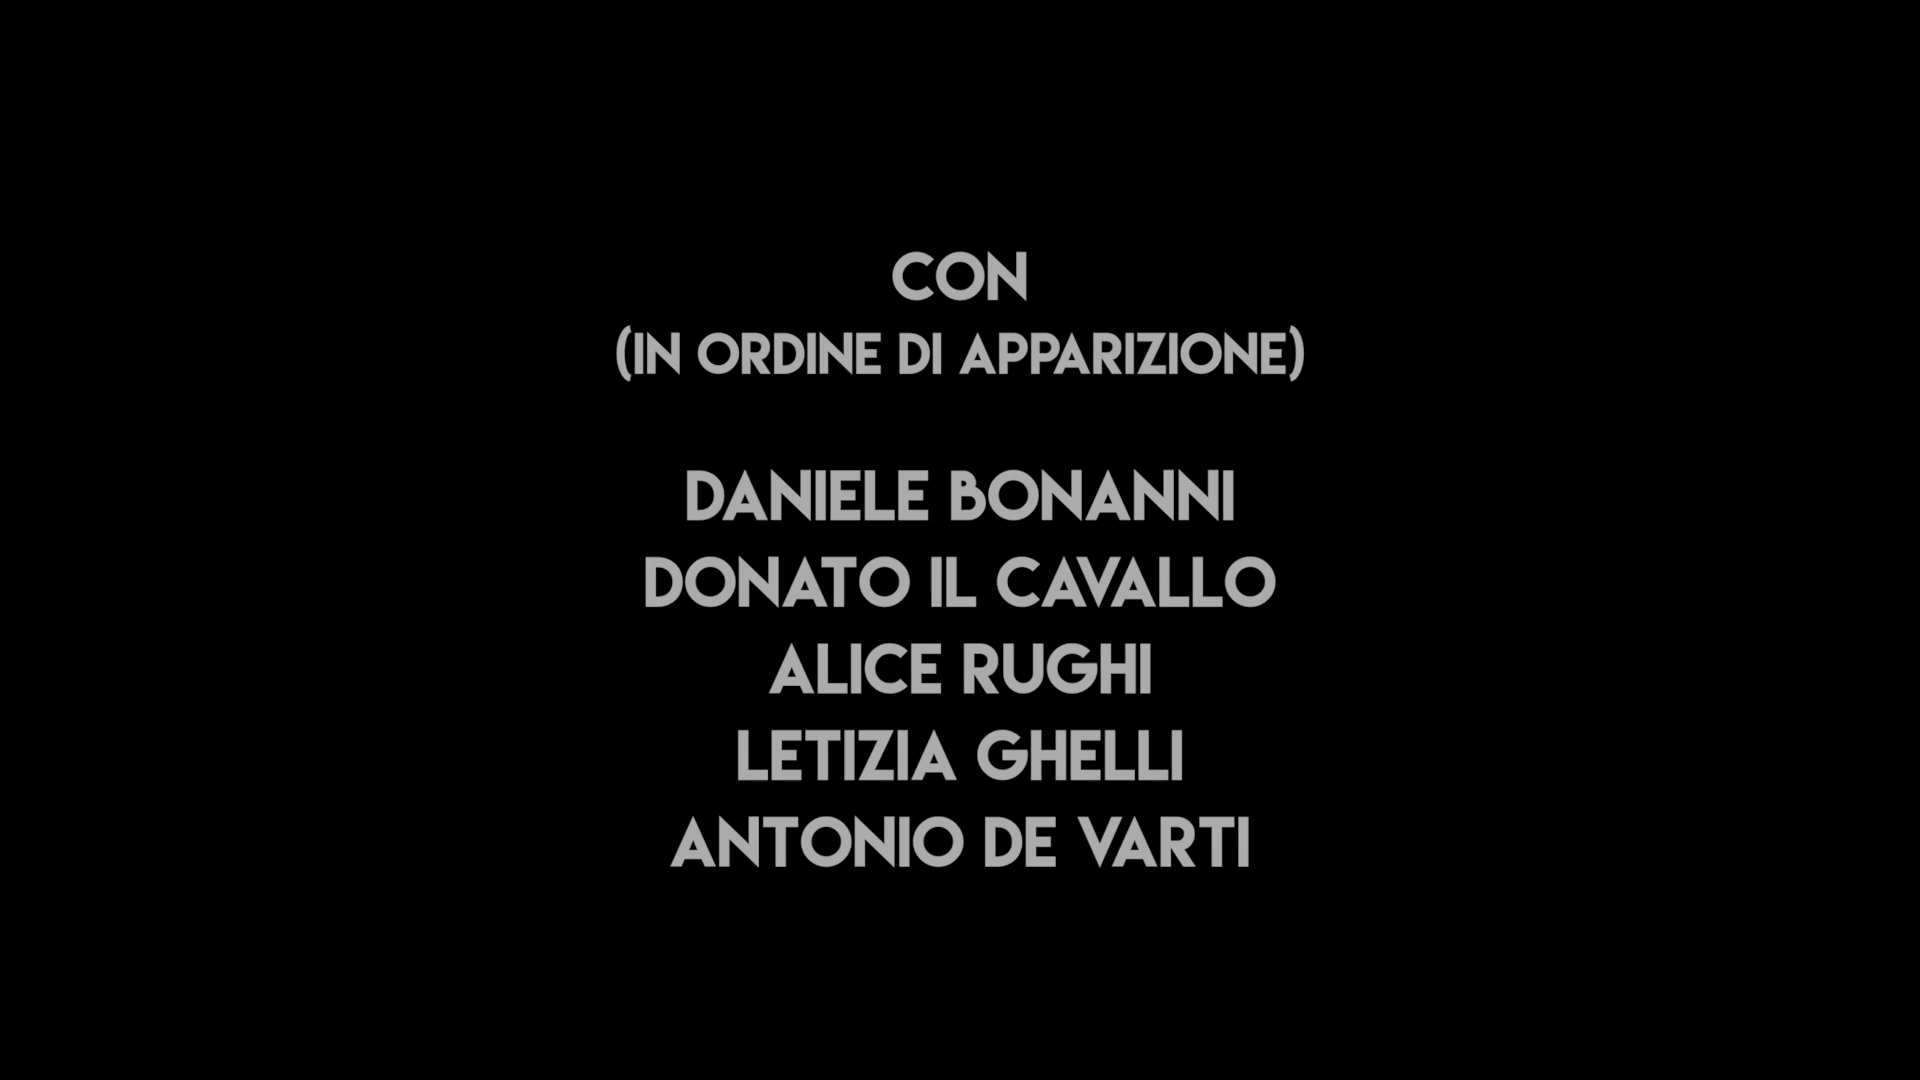 CON
(IN ORDINE DI APPARIZIONE)
DANIELE BONANNI
DONATO IL CAVALLO
ALICE RUGHI
LETIZIA GHELLI
ANTONIO DE VARTI